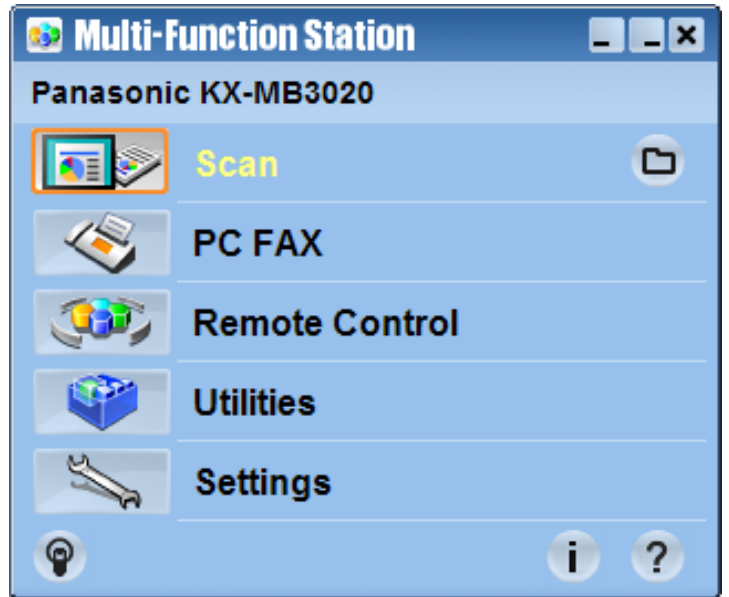 Multi-Function Station
Panasonic KX-MB3020
Scan
PC FAX
Remote Control
Utilities
Settings
i ?